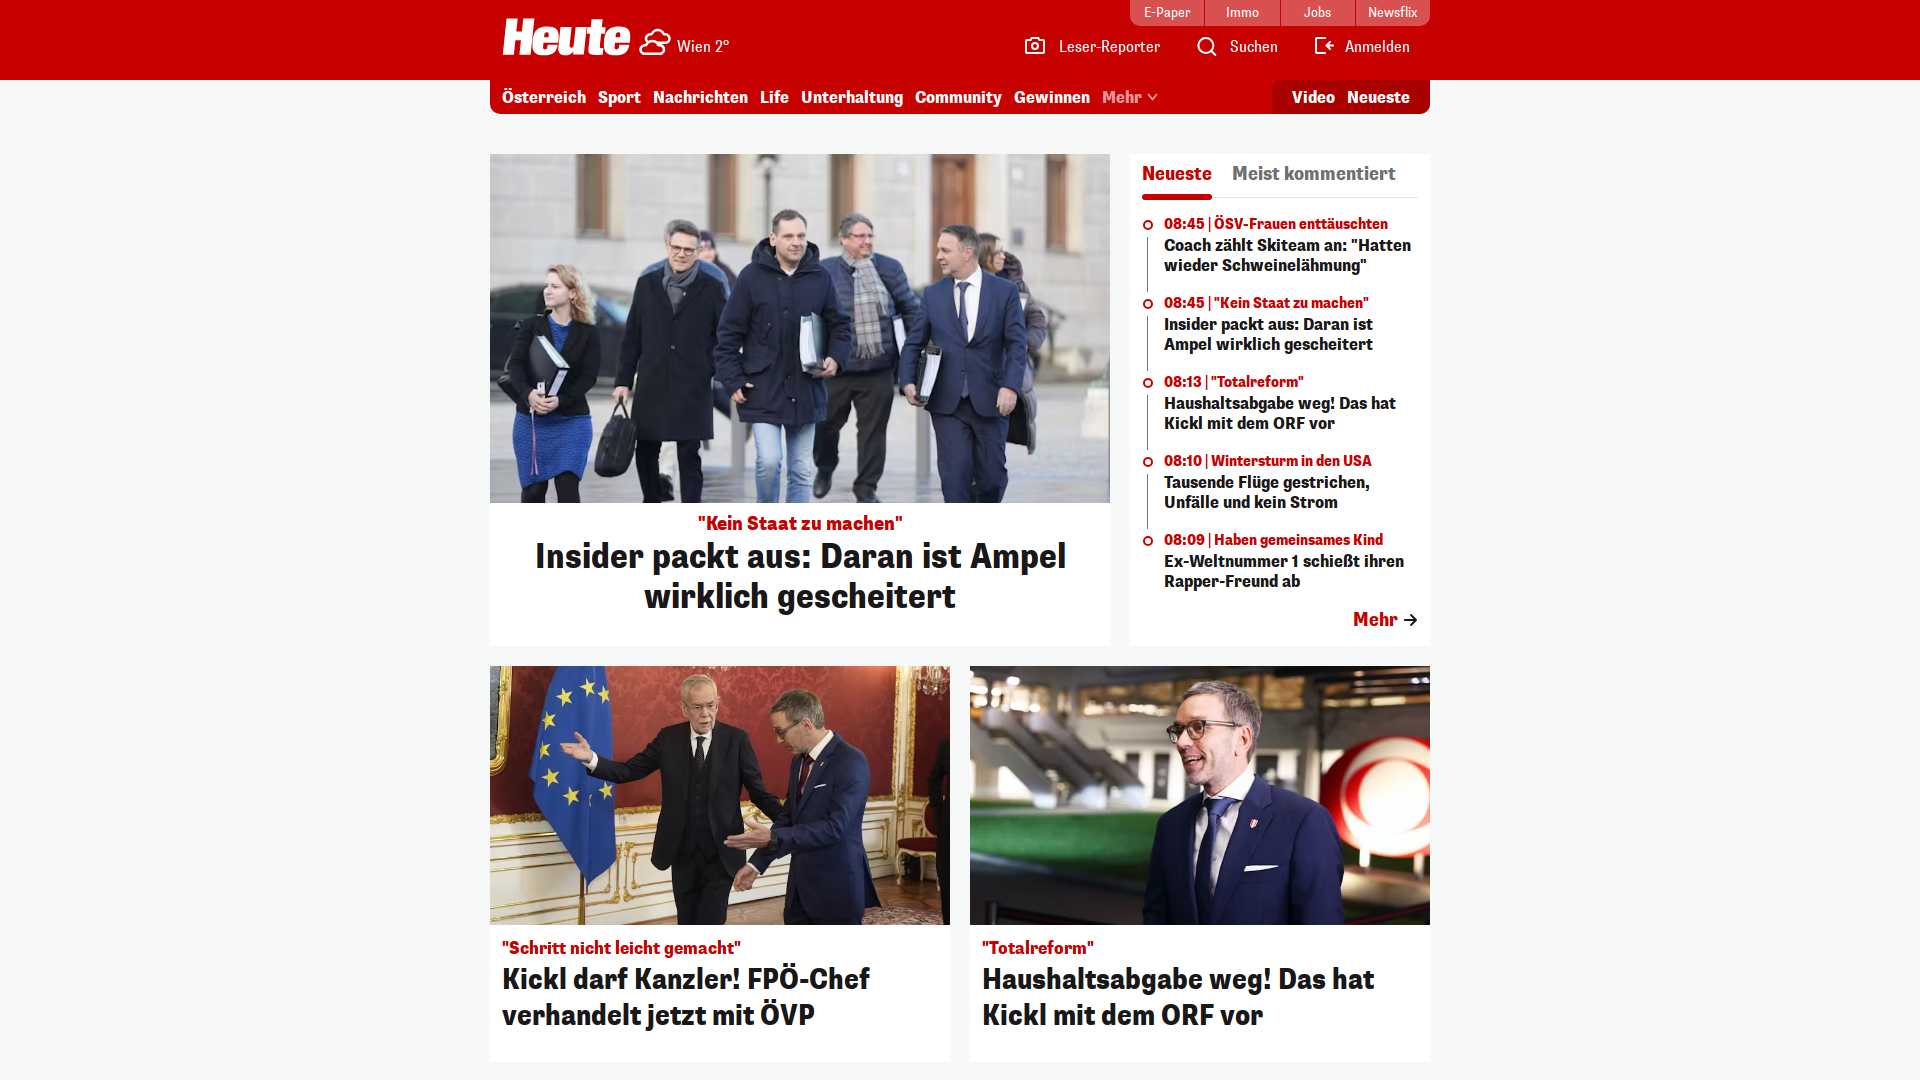 E-Paper
Immo
Jobs
Newsflix
Heute
Wien 2°
Leser-Reporter
Suchen
Anmelden
Österreich
Sport
Nachrichten
Life
Unterhaltung
Community
Gewinnen
Mehr
Video
Neueste
"Kein Staat zu machen"
Insider packt aus: Daran ist Ampel
wirklich gescheitert
Neueste
Meist kommentiert
08:45 | ÖSV-Frauen enttäuschten
Coach zählt Skiteam an: "Hatten
wieder Schweinelähmung"
08:45 | "Kein Staat zu machen"
Insider packt aus: Daran ist
Ampel wirklich gescheitert
08:13 | "Totalreform"
Haushaltsabgabe weg! Das hat
Kickl mit dem ORF vor
08:10 | Wintersturm in den USA
Tausende Flüge gestrichen,
Unfälle und kein Strom
08:09 | Haben gemeinsames Kind
Ex-Weltnummer 1 schießt ihren
Rapper-Freund ab
Mehr
"Schritt nicht leicht gemacht"
Kickl darf Kanzler! FPÖ-Chef
verhandelt jetzt mit ÖVP
"Totalreform"
Haushaltsabgabe weg! Das hat
Kickl mit dem ORF vor